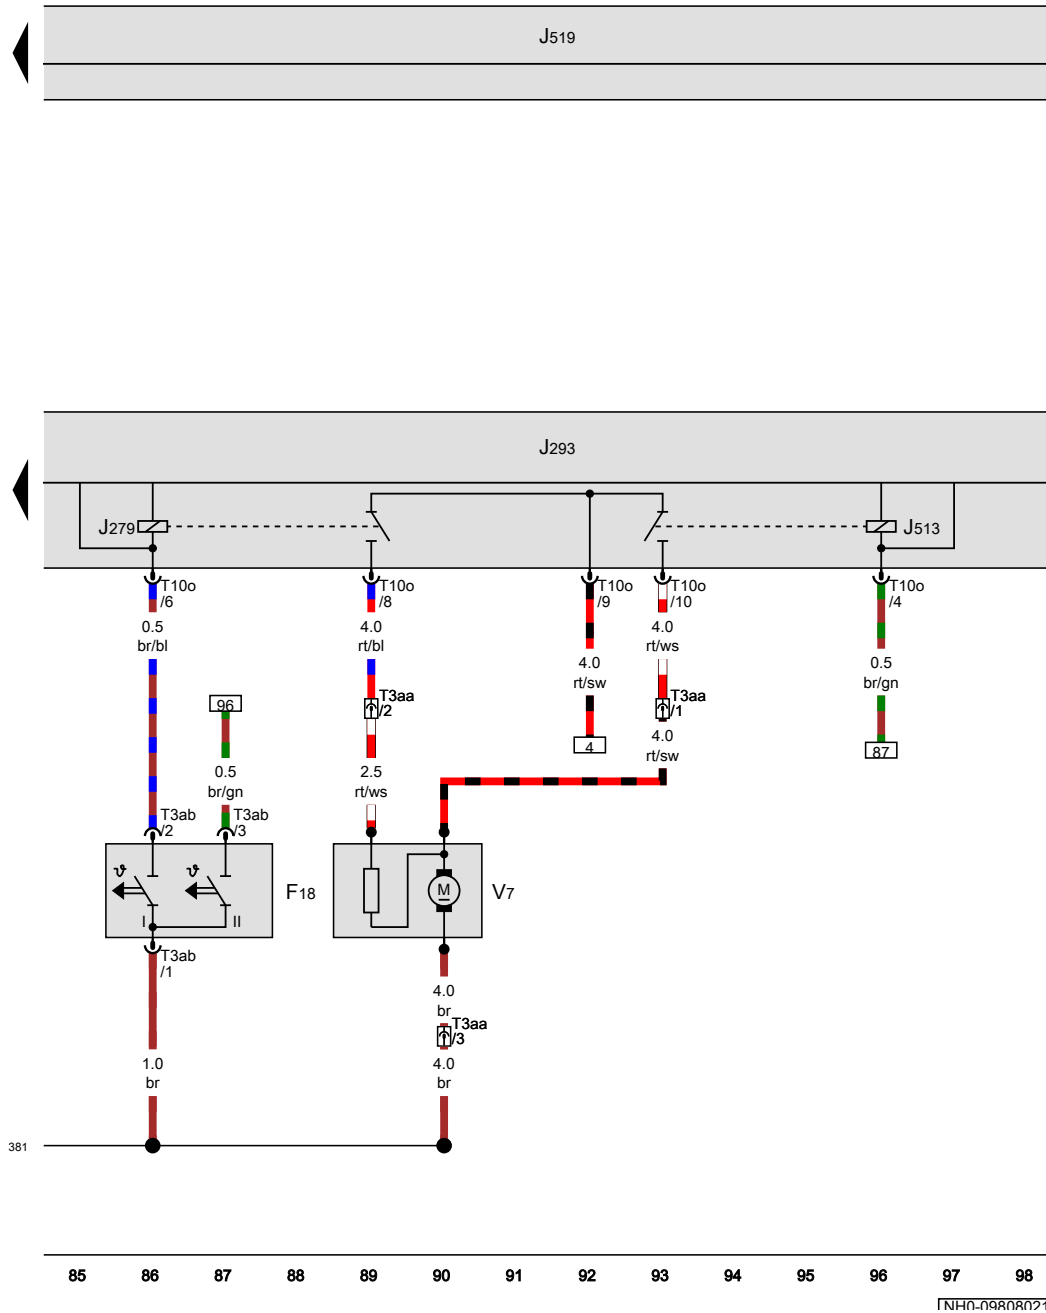 J519
J293
J279
J513
T10o
/6
T10o
/8
T10o
/9
T10o
/10
T10o
/4
0.5
br/bl
4.0
rt/bl
4.0
rt/sw
4.0
rt/ws
0.5
br/gn
96
T3aa
/2
T3aa
/1
4
87
0.5
br/gn
2.5
rt/ws
4.0
rt/sw
T3ab
/2
T3ab
/3
ϑ
ϑ
I
II
F18
M
V7
T3ab
/1
4.0
br
T3aa
/3
1.0
br
4.0
br
381
85 86 87 88 89 90 91 92 93 94 95 96 97 98
NH0-09808021